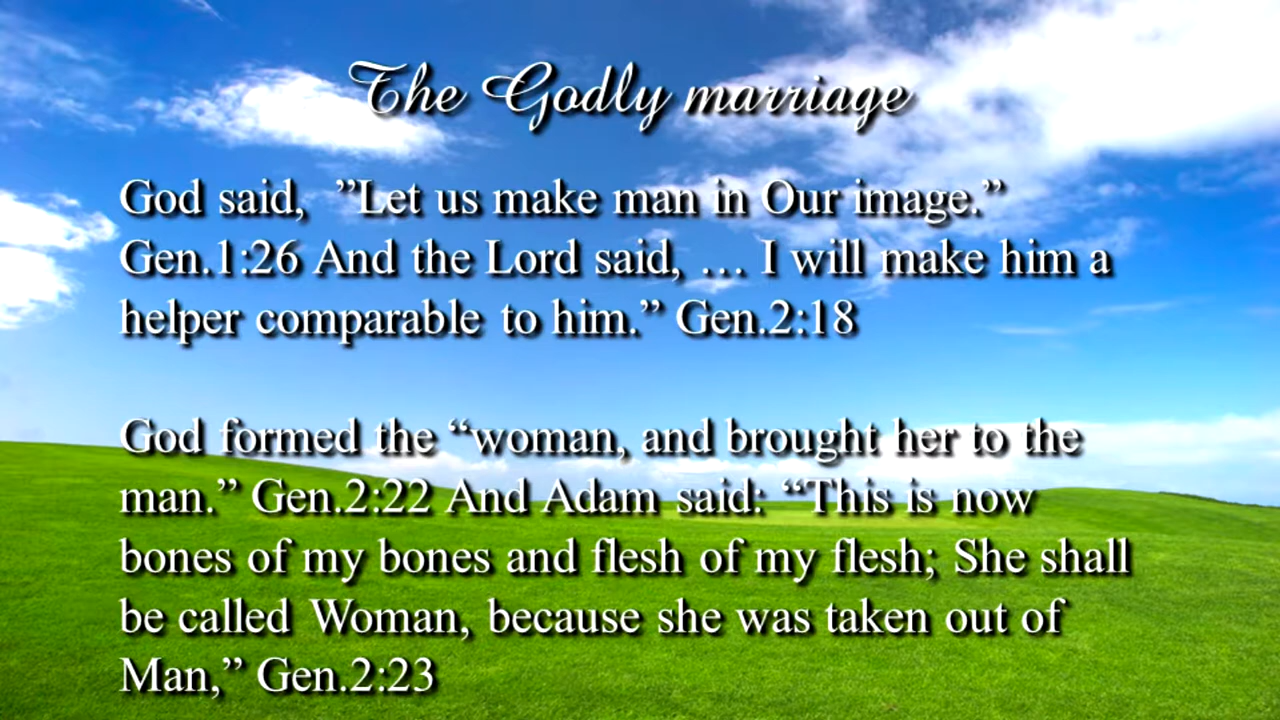 The Godly marriage
God said,  ”Let us make man in Our image.”
Gen.1:26 And the Lord said, … I will make him a
helper comparable to him.” Gen.2:18
God formed the “woman, and brought her to the
man.” Gen.2:22 And Adam said: “This is now
bones of my bones and flesh of my flesh; She shall
be called Woman, because she was taken out of
Man,” Gen.2:23